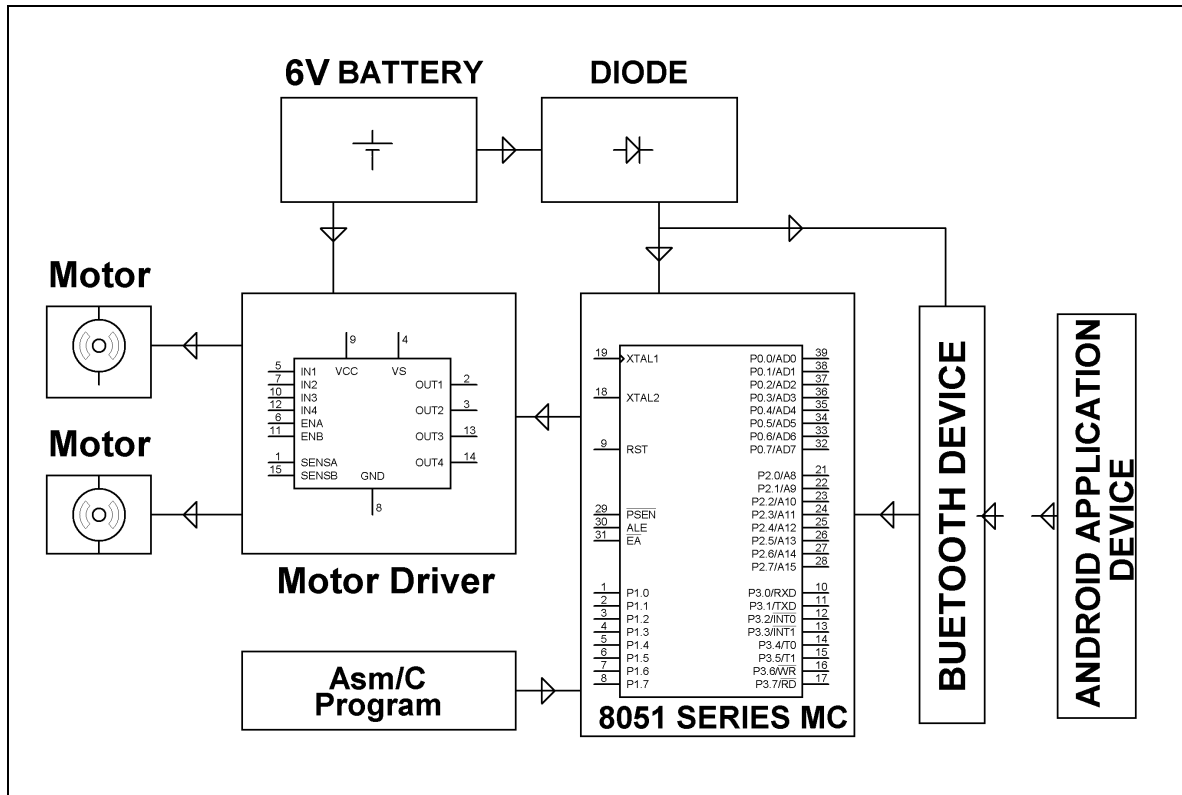 6V BATTERY
DIODE
Motor
Motor
9
4
VCC
VS
5 IN1
7 IN2
10 IN3
12 IN4
6 ENA
11 ENB
1 SENSA
15 SENSB
OUT1 2
OUT2 3
OUT3 13
OUT4 14
GND
8
Motor Driver
Asm/C
Program
19 XTAL1
18 XTAL2
9 RST
29 PSEN
30 ALE
31 EA
1 P1.0
2 P1.1
3 P1.2
4 P1.3
5 P1.4
6 P1.5
7 P1.6
8 P1.7
P0.0/AD0 39
P0.1/AD1 38
P0.2/AD2 37
P0.3/AD3 36
P0.4/AD4 35
P0.5/AD5 34
P0.6/AD6 33
P0.7/AD7 32
P2.0/A8 21
P2.1/A9 22
P2.2/A10 23
P2.3/A11 24
P2.4/A12 25
P2.5/A13 26
P2.6/A14 27
P2.7/A15 28
P3.0/RXD 10
P3.1/TXD 11
P3.2/INT0 12
P3.3/INT1 13
P3.4/T0 14
P3.5/T1 15
P3.6/WR 16
P3.7/RD 17
8051 SERIES MC
BUETOOTH DEVICE
ANDROID APPLICATION
DEVICE